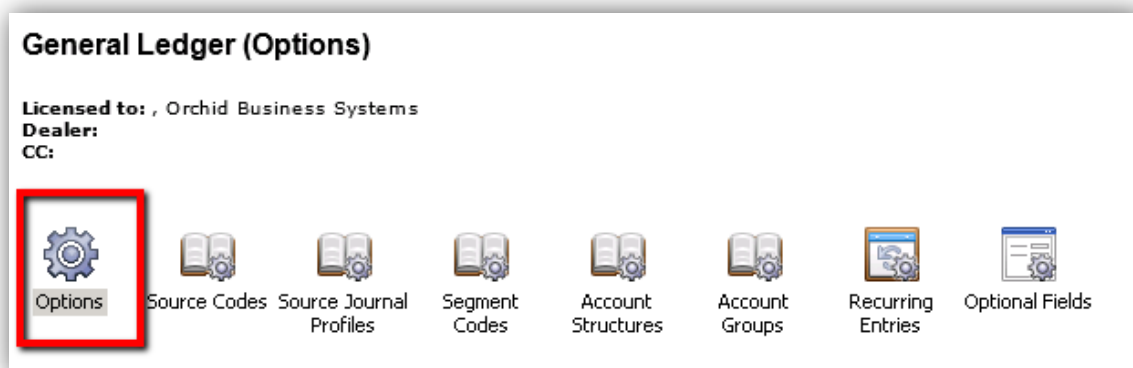 General Ledger (Options)
Licensed to: , Orchid Business Systems
Dealer:
CC:
Options Source Codes Source Journal Segment Account Account Recurring Optional Fields
Profiles Codes Structures Groups Entries